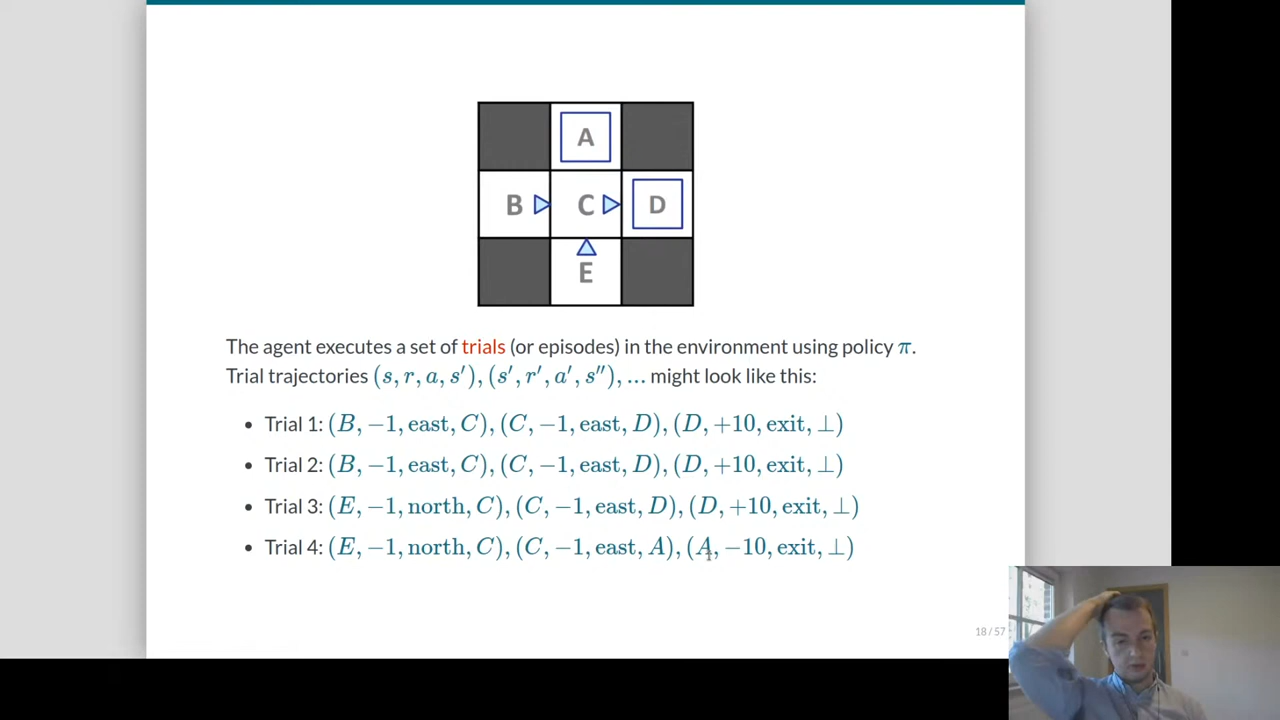 A
B C D
E
The agent executes a set of trials (or episodes) in the environment using policy π.
Trial trajectories (s, r, a, s′), (s′, r′, a′, s″), ... might look like this:
• Trial 1: (B, −1, east, C), (C, −1, east, D), (D, +10, exit, ⊥)
• Trial 2: (B, −1, east, C), (C, −1, east, D), (D, +10, exit, ⊥)
• Trial 3: (E, −1, north, C), (C, −1, east, D), (D, +10, exit, ⊥)
• Trial 4: (E, −1, north, C), (C, −1, east, A), (A, −10, exit, ⊥)
18 / 57